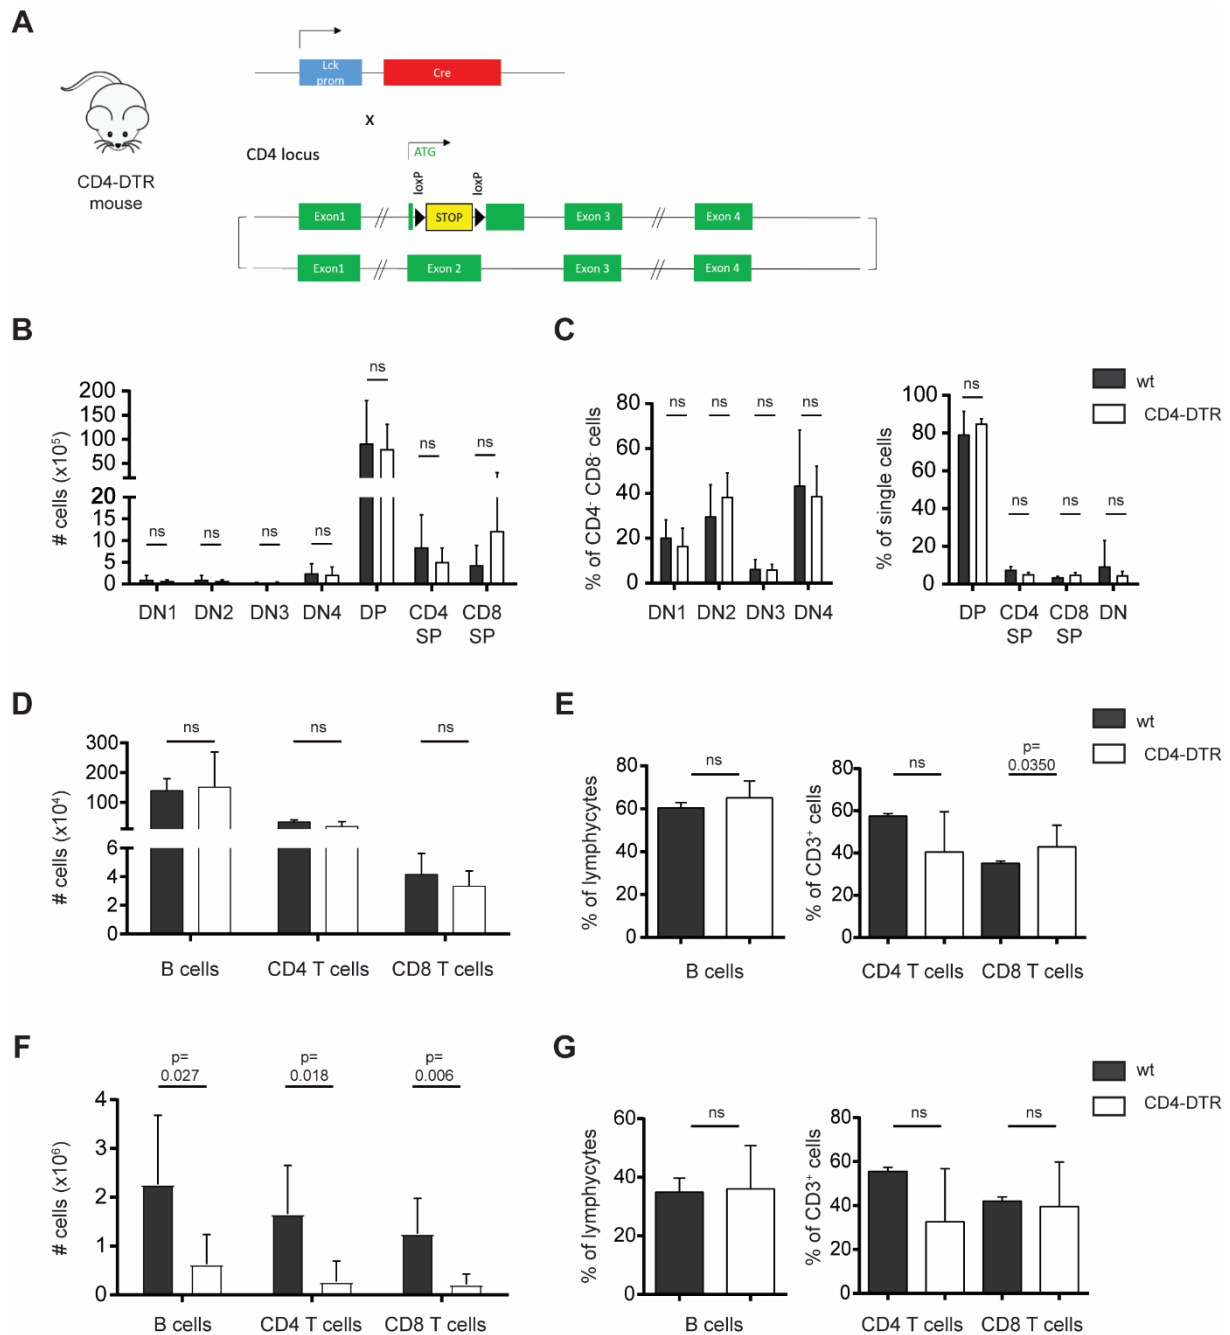 A
Lck
prom
Cre
x
CD4 locus
ATG
loxP
loxP
CD4-DTR
mouse
Exon1
//
STOP
Exon 3
//
Exon 4
Exon1
//
Exon 2
Exon 3
//
Exon 4
B
# cells (x10⁵)
200
150
100
50
20
15
10
5
0
ns
ns
ns
ns
ns
ns
ns
DN1
DN2
DN3
DN4
DP
CD4
SP
CD8
SP
C
% of CD4⁻ CD8⁻ cells
80
60
40
20
0
ns
ns
ns
ns
DN1
DN2
DN3
DN4
% of single cells
100
80
60
40
20
0
ns
ns
ns
ns
DP
CD4
SP
CD8
SP
DN
wt
CD4-DTR
D
# cells (x10⁴)
300
200
100
6
4
2
0
ns
ns
ns
B cells
CD4 T cells
CD8 T cells
E
% of lymphycytes
80
60
40
20
0
ns
B cells
% of CD3⁺ cells
80
60
40
20
0
ns
p=
0.0350
CD4 T cells
CD8 T cells
wt
CD4-DTR
F
# cells (x10⁶)
4
3
2
1
0
p=
0.027
p=
0.018
p=
0.006
B cells
CD4 T cells
CD8 T cells
G
% of lymphycytes
60
40
20
0
ns
B cells
% of CD3⁺ cells
80
60
40
20
0
ns
ns
CD4 T cells
CD8 T cells
wt
CD4-DTR